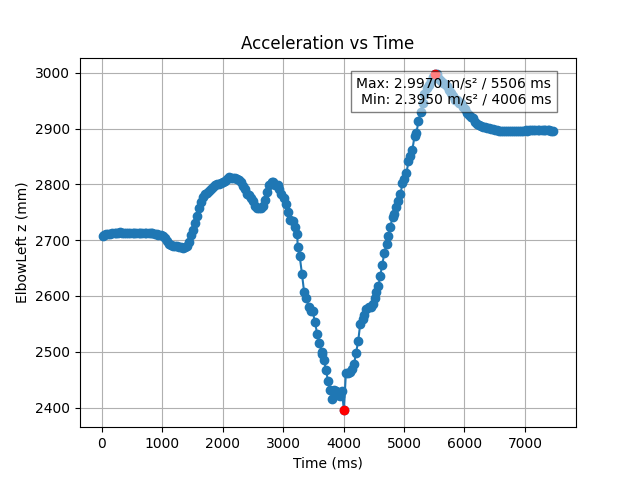 Acceleration vs Time
Max: 2.9970 m/s² / 5506 ms
Min: 2.3950 m/s² / 4006 ms
ElbowLeft z (mm)
3000
2900
2800
2700
2600
2500
2400
0 1000 2000 3000 4000 5000 6000 7000
Time (ms)